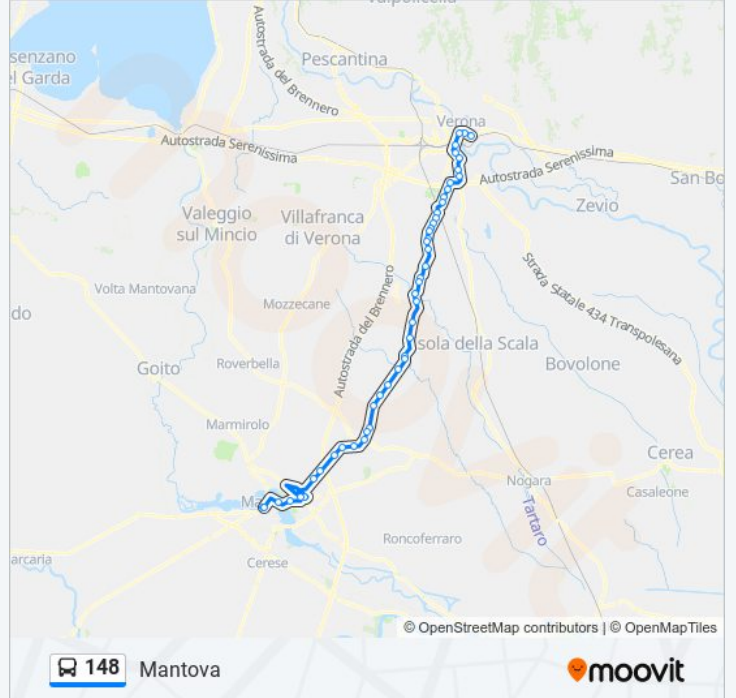 Valpolicella
senzano
el Garda
Autostrada del Brennero
Pescantina
Verona
Autostrada Serenissima
Autostrada Serenissima
San Bo
Zevio
Valeggio
sul Mincio
Villafranca
di Verona
Strada Statale 434 Transpolesana
Volta Mantovana
Mozzecane
Autostrada del Brennero
do
sola della Scala
Goito
Roverbella
Bovolone
Marmirolo
Cerea
Nogara
Casaleone
Ma
Tartaro
Roncoferraro
arcaria
Cerese
© OpenStreetMap contributors | © OpenMapTiles
148 Mantova
moovit